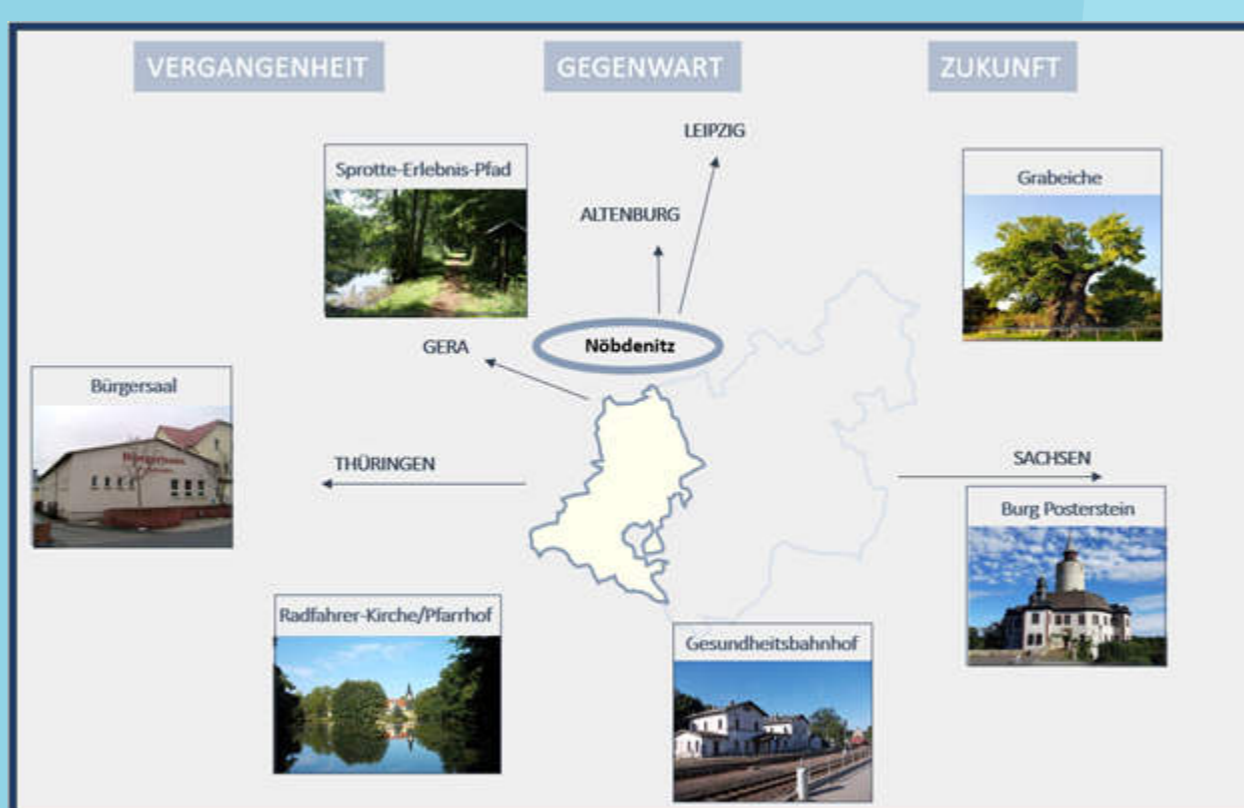 VERGANGENHEIT
GEGENWART
ZUKUNFT
LEIPZIG
Sprotte-Erlebnis-Pfad
Grabeiche
ALTENBURG
Nöbdenitz
GERA
Bürgersaal
THÜRINGEN
SACHSEN
Burg Posterstein
Radfahrer-Kirche/Pfarrhof
Gesundheitsbahnhof